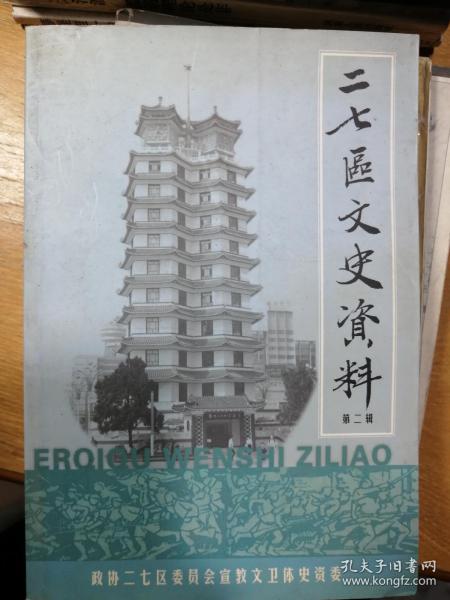 二七區文史資料
第二辑
ERQIQU WENSHI ZILIAO
政协二七区委员会宣教文卫体史资委
孔夫子旧书网
kongfz.com